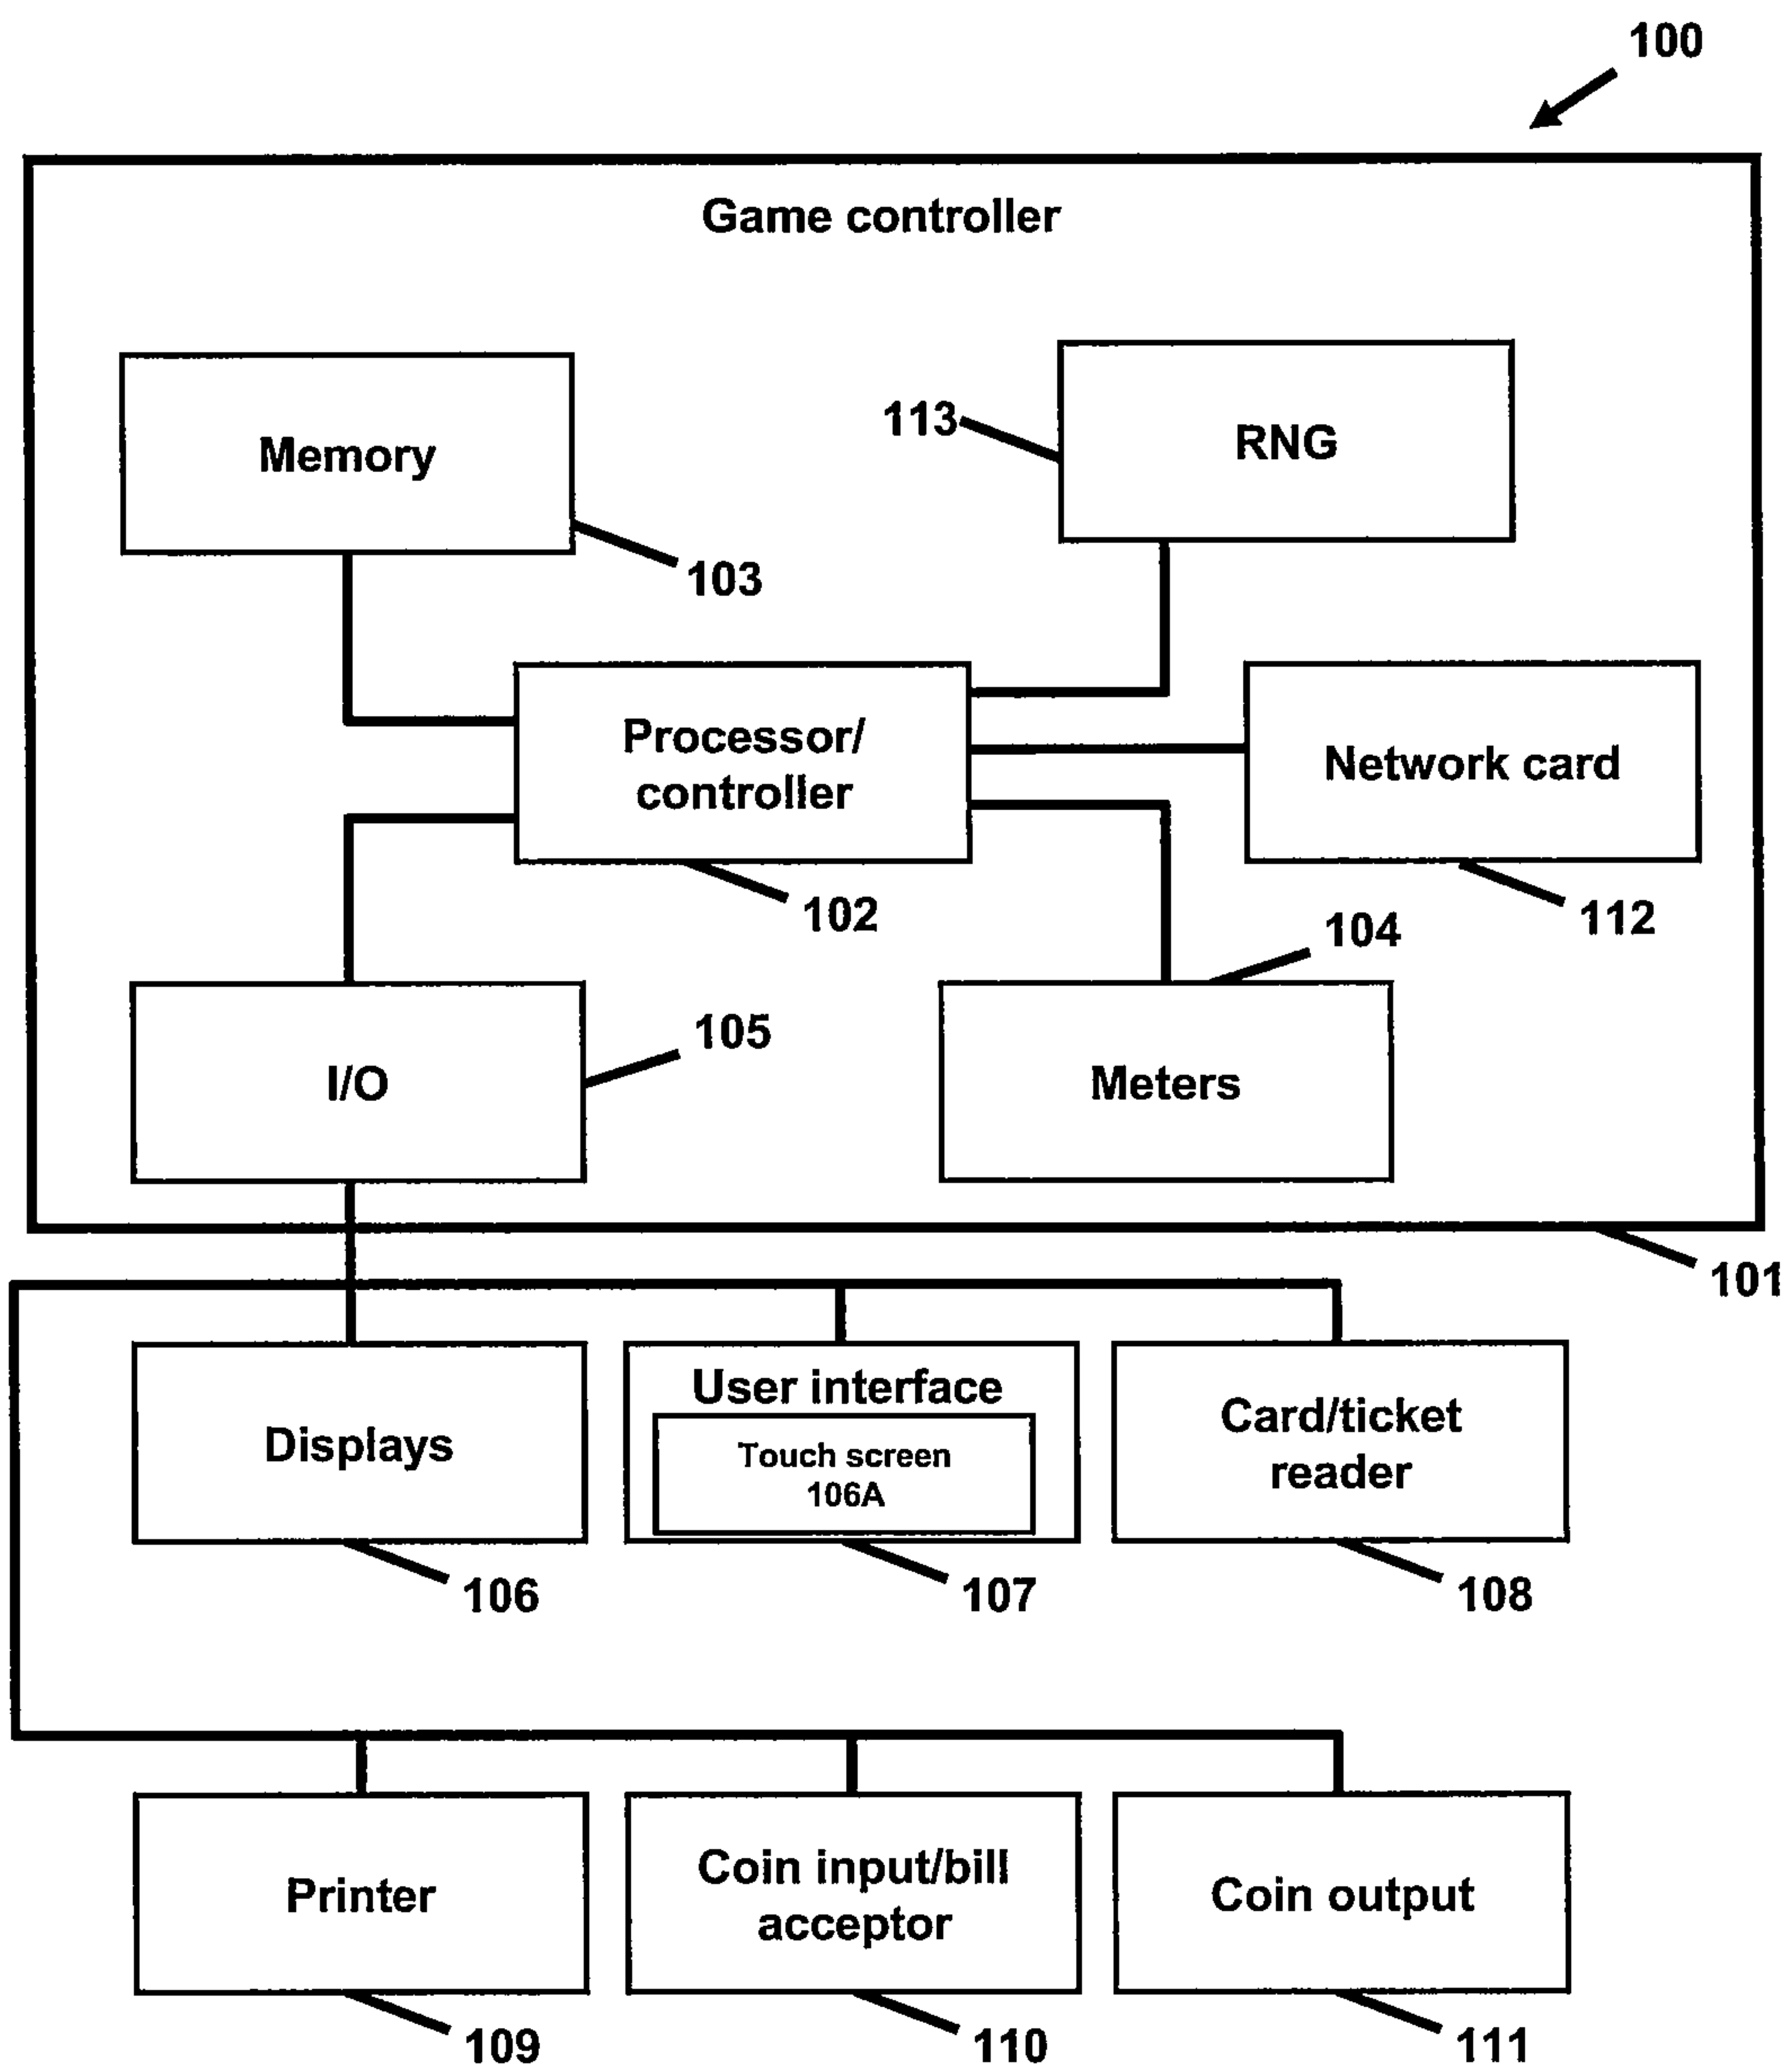 100
Game controller
Memory
113
RNG
103
Processor/
controller
Network card
102
112
104
105
I/O
Meters
101
Displays
User interface
Touch screen
106A
Card/ticket
reader
106
107
108
Printer
Coin input/bill
acceptor
Coin output
109
110
111